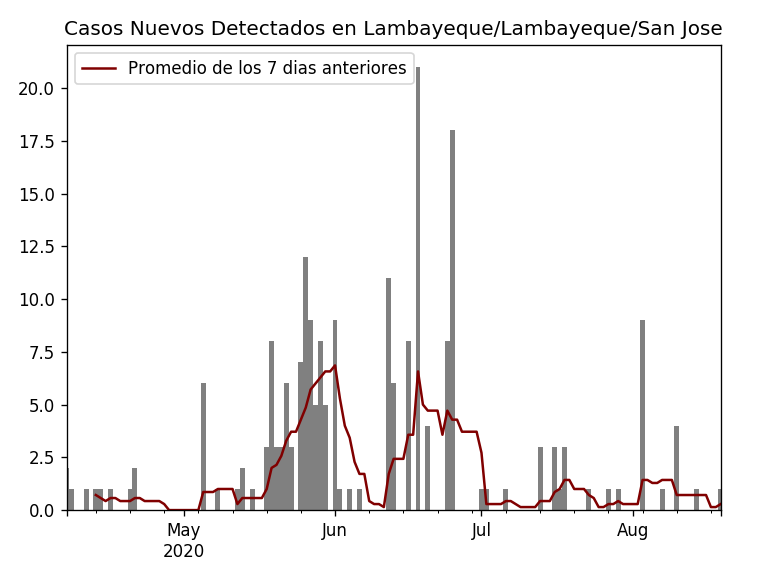 Casos Nuevos Detectados en Lambayeque/Lambayeque/San Jose
Promedio de los 7 dias anteriores
20.0
17.5
15.0
12.5
10.0
7.5
5.0
2.5
0.0
May
2020
Jun
Jul
Aug